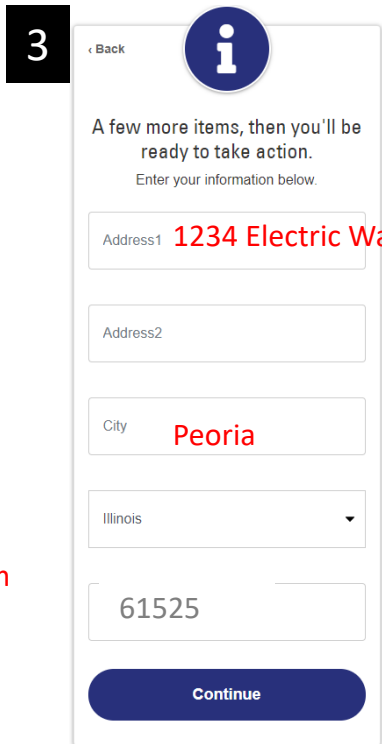 3
‹ Back
i
A few more items, then you'll be
ready to take action.
Enter your information below.
Address1 1234 Electric Wa
Address2
City Peoria
Illinois
61525
Continue